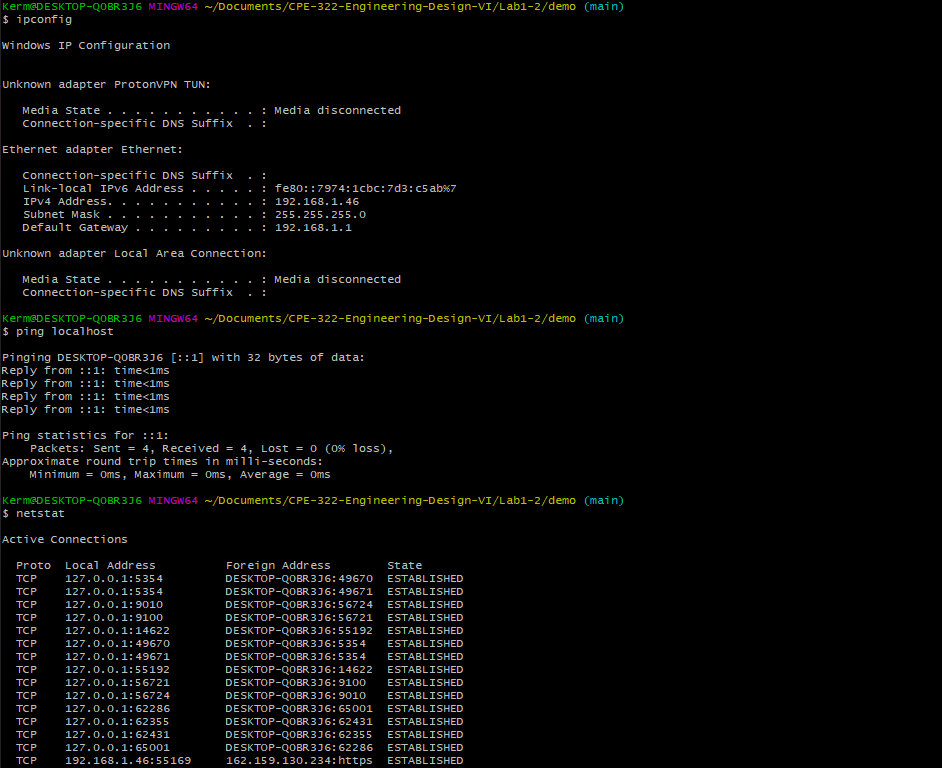 Kerm@DESKTOP-Q0BR3J6 MINGW64 ~/Documents/CPE-322-Engineering-Design-VI/Lab1-2/demo (main)
$ ipconfig
Windows IP Configuration
Unknown adapter ProtonVPN TUN:
   Media State . . . . . . . . . . . : Media disconnected
   Connection-specific DNS Suffix  . :
Ethernet adapter Ethernet:
   Connection-specific DNS Suffix  . :
   Link-local IPv6 Address . . . . . : fe80::7974:1cbc:7d3:c5ab%7
   IPv4 Address. . . . . . . . . . . : 192.168.1.46
   Subnet Mask . . . . . . . . . . . : 255.255.255.0
   Default Gateway . . . . . . . . . : 192.168.1.1
Unknown adapter Local Area Connection:
   Media State . . . . . . . . . . . : Media disconnected
   Connection-specific DNS Suffix  . :
Kerm@DESKTOP-Q0BR3J6 MINGW64 ~/Documents/CPE-322-Engineering-Design-VI/Lab1-2/demo (main)
$ ping localhost
Pinging DESKTOP-Q0BR3J6 [::1] with 32 bytes of data:
Reply from ::1: time<1ms
Reply from ::1: time<1ms
Reply from ::1: time<1ms
Reply from ::1: time<1ms
Ping statistics for ::1:
    Packets: Sent = 4, Received = 4, Lost = 0 (0% loss),
Approximate round trip times in milli-seconds:
    Minimum = 0ms, Maximum = 0ms, Average = 0ms
Kerm@DESKTOP-Q0BR3J6 MINGW64 ~/Documents/CPE-322-Engineering-Design-VI/Lab1-2/demo (main)
$ netstat
Active Connections
  Proto  Local Address          Foreign Address        State
  TCP    127.0.0.1:5354         DESKTOP-Q0BR3J6:49670  ESTABLISHED
  TCP    127.0.0.1:5354         DESKTOP-Q0BR3J6:49671  ESTABLISHED
  TCP    127.0.0.1:9010         DESKTOP-Q0BR3J6:56724  ESTABLISHED
  TCP    127.0.0.1:9100         DESKTOP-Q0BR3J6:56721  ESTABLISHED
  TCP    127.0.0.1:14622        DESKTOP-Q0BR3J6:55192  ESTABLISHED
  TCP    127.0.0.1:49670        DESKTOP-Q0BR3J6:5354   ESTABLISHED
  TCP    127.0.0.1:49671        DESKTOP-Q0BR3J6:5354   ESTABLISHED
  TCP    127.0.0.1:55192        DESKTOP-Q0BR3J6:14622  ESTABLISHED
  TCP    127.0.0.1:56721        DESKTOP-Q0BR3J6:9100   ESTABLISHED
  TCP    127.0.0.1:56724        DESKTOP-Q0BR3J6:9010   ESTABLISHED
  TCP    127.0.0.1:62286        DESKTOP-Q0BR3J6:65001  ESTABLISHED
  TCP    127.0.0.1:62355        DESKTOP-Q0BR3J6:62431  ESTABLISHED
  TCP    127.0.0.1:62431        DESKTOP-Q0BR3J6:62355  ESTABLISHED
  TCP    127.0.0.1:65001        DESKTOP-Q0BR3J6:62286  ESTABLISHED
  TCP    192.168.1.46:55169     162.159.130.234:https  ESTABLISHED